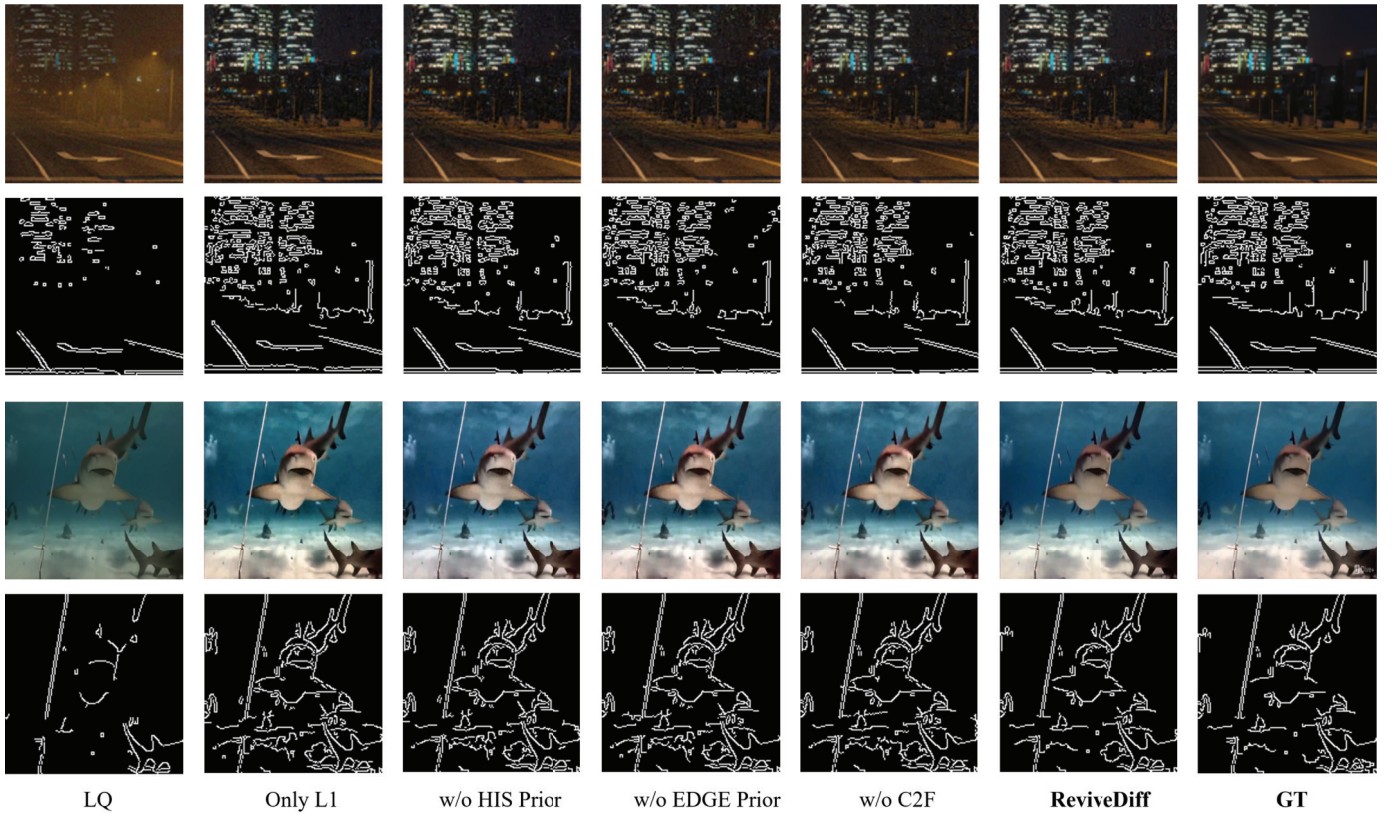 LQ
Only L1
w/o HIS Prior
w/o EDGE Prior
w/o C2F
ReviveDiff
GT